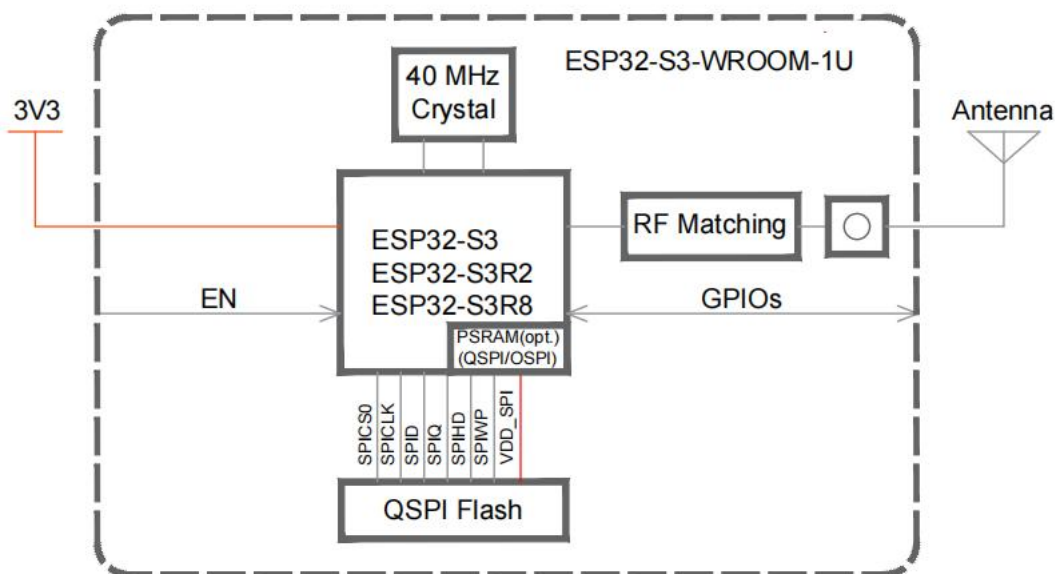 ESP32-S3-WROOM-1U
40 MHz
Crystal
3V3
Antenna
ESP32-S3
ESP32-S3R2
ESP32-S3R8
RF Matching
EN
GPIOs
PSRAM(opt.)
(QSPI/OSPI)
SPICS0
SPICLK
SPID
SPIQ
SPIHD
SPIWP
VDD_SPI
QSPI Flash